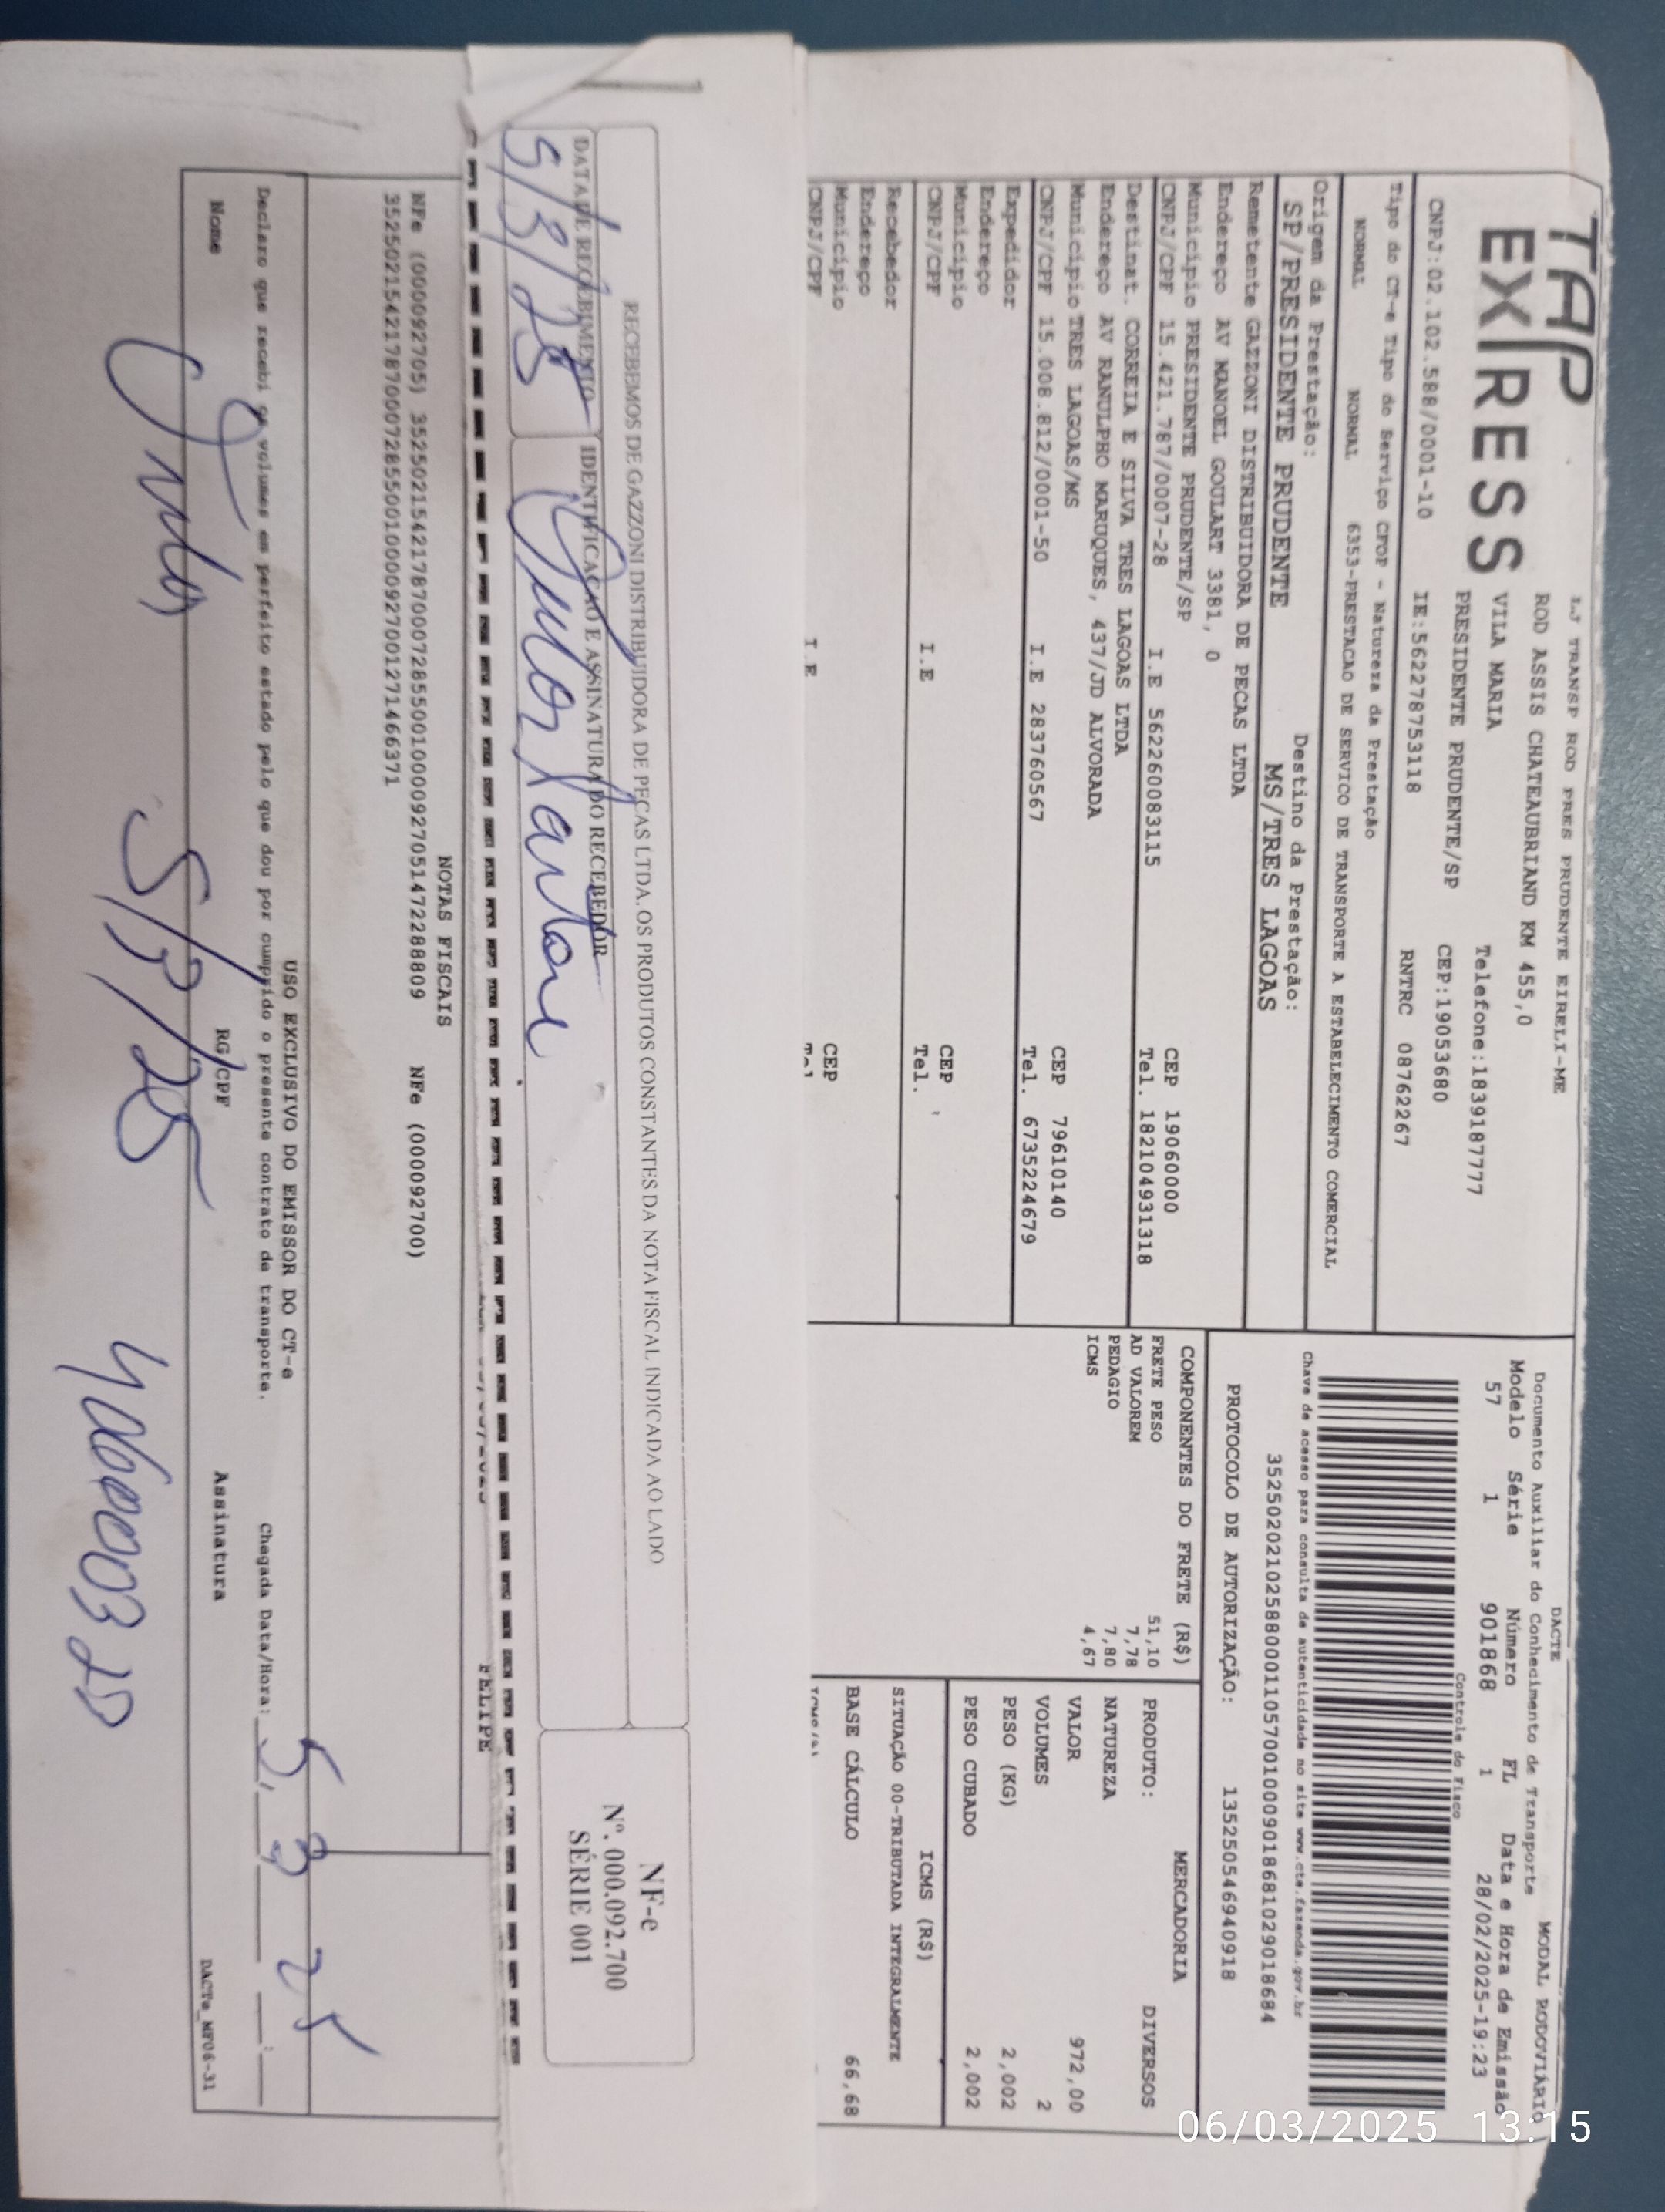 TAP
EXPRESS
LJ TRANSP ROD PRES PRUDENTE EIRELI-ME
ROD ASSIS CHATEAUBRIAND KM 455,0
VILA MARIA Telefone:1839187777
PRESIDENTE PRUDENTE/SP CEP:19053680
CNPJ:02.102.588/0001-10 IE:562278753118 RNTRC 08762267
Tipo do CT-e Tipo do Serviço CFOP - Natureza da Prestação
NORMAL NORMAL 6353-PRESTACAO DE SERVICO DE TRANSPORTE A ESTABELECIMENTO COMERCIAL
Origem da Prestação: Destino da Prestação:
SP/PRESIDENTE PRUDENTE MS/TRES LAGOAS
Remetente GAZZONI DISTRIBUIDORA DE PECAS LTDA
Endereço AV MANOEL GOULART 3381, 0
Município PRESIDENTE PRUDENTE/SP CEP 19060000
CNPJ/CPF 15.421.787/0007-28 I.E 562260083115 Tel. 182104931318
Destinat. CORREIA E SILVA TRES LAGOAS LTDA
Endereço AV RANULPHO MARUQUES, 437/JD ALVORADA
Município TRES LAGOAS/MS CEP 79610140
CNPJ/CPF 15.008.812/0001-50 I.E 283760567 Tel. 6735224679
Expedidor
Endereço
Município CEP
CNPJ/CPF I.E Tel.
Recebedor
Endereço
Município CEP
CNPJ/CPF I.E Tel
DACTE
Documento Auxiliar do Conhecimento de Transporte MODAL RODOVIÁRIO
Modelo Série Número FL Data e Hora de Emissão
57 1 901868 1 28/02/2025-19:23
Controle do Fisco
Chave de acesso para consulta de autenticidade no site www.cte.fazenda.gov.br
35250202102588000110570010009018681029018684
PROTOCOLO DE AUTORIZAÇÃO: 135250546940918
COMPONENTES DO FRETE (R$)
FRETE PESO 51,10
AD VALOREM 7,78
PEDAGIO 7,80
ICMS 4,67
MERCADORIA
PRODUTO: DIVERSOS
NATUREZA
VALOR 972,00
VOLUMES 2
PESO (KG) 2,002
PESO CUBADO 2,002
ICMS (R$)
SITUAÇÃO 00-TRIBUTADA INTEGRALMENTE
BASE CÁLCULO 66,68
RECEBEMOS DE GAZZONI DISTRIBUIDORA DE PEÇAS LTDA. OS PRODUTOS CONSTANTES DA NOTA FISCAL INDICADA AO LADO
DATA DE RECEBIMENTO IDENTIFICAÇÃO E ASSINATURA DO RECEBEDOR
5/3/25
NF-e
Nº. 000.092.700
SÉRIE 001
FELIPE
NOTAS FISCAIS
NFe (000092705) 35250215421787000728550010000927051472288809 NFe (000092700)
35250215421787000728550010000927001271466371
USO EXCLUSIVO DO EMISSOR DO CT-e
Declaro que recebi os volumes em perfeito estado pelo que dou por cumprido o presente contrato de transporte. Chegada Data/Hora: 5, 3 25
Nome RG/CPF Assinatura DACTe_MF06-31
5/3/25
06/03/2025 13:15